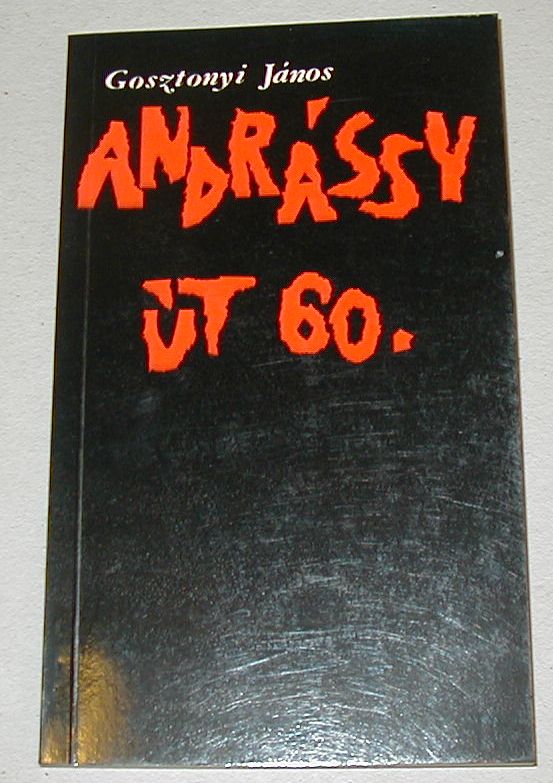 Gosztonyi János
ANDRÁSSY
ÚT 60.